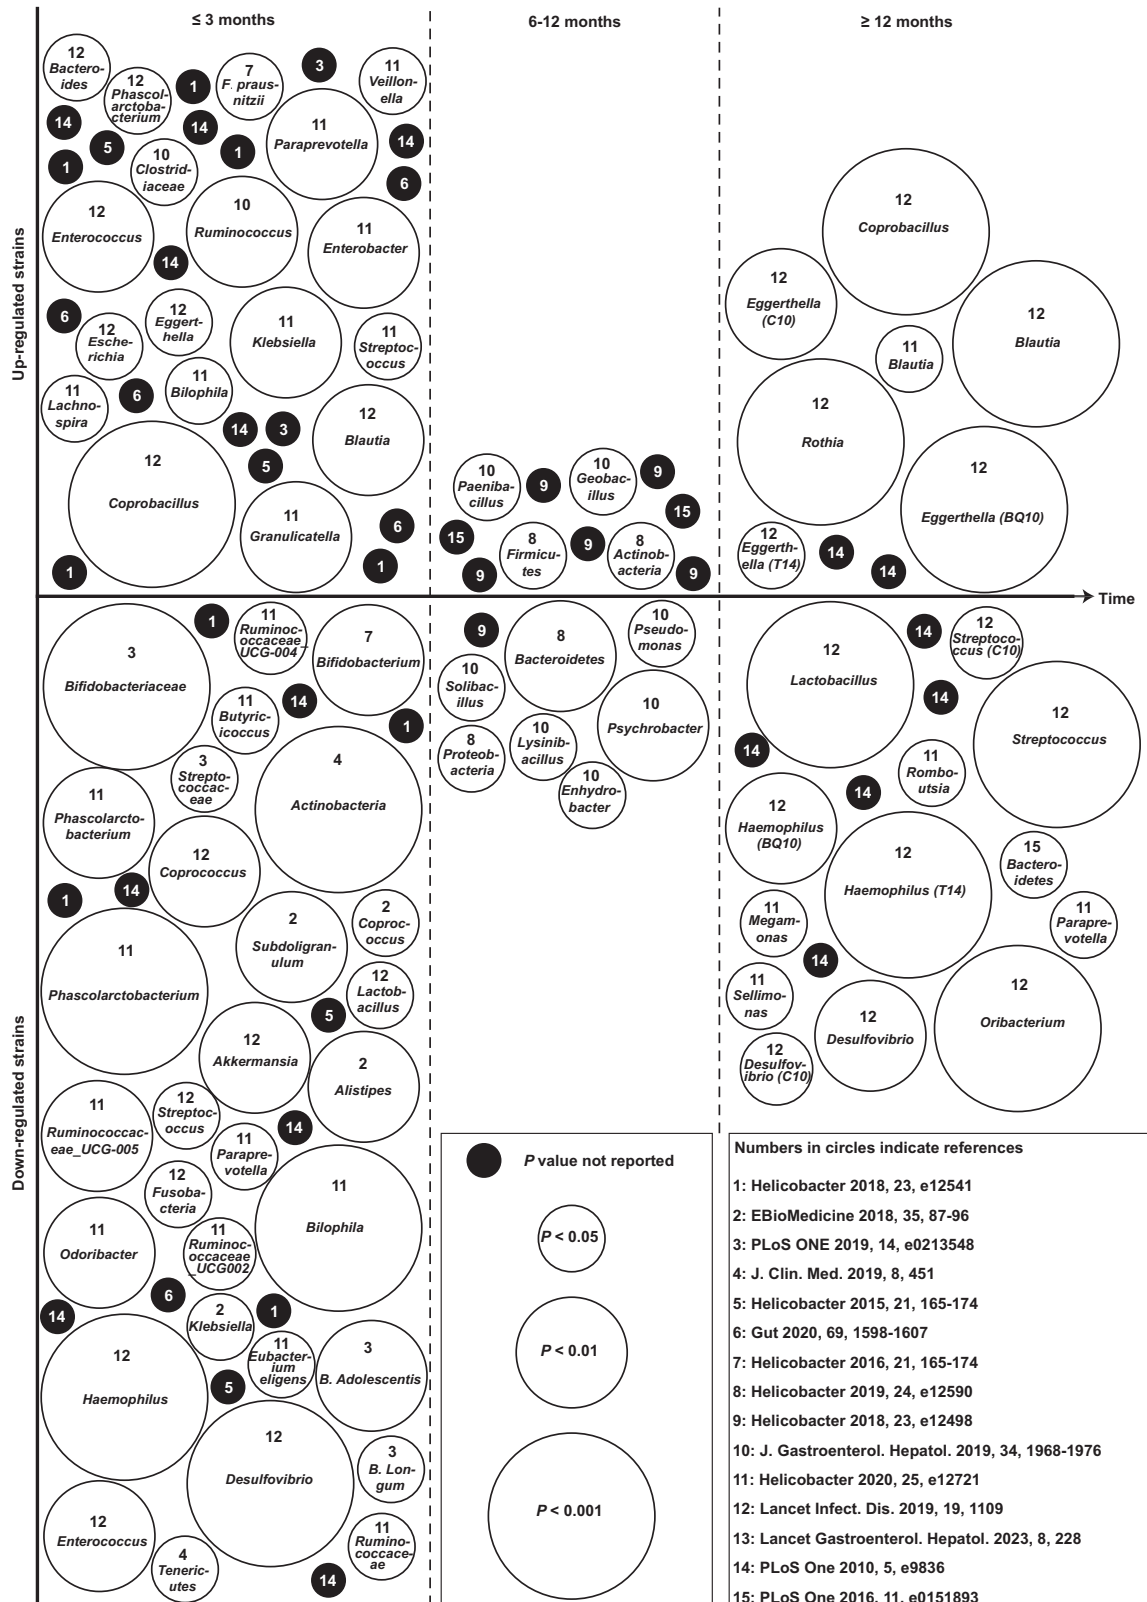 ≤ 3 months
6-12 months
≥ 12 months
Up-regulated strains
12
Bactero-
ides
12
Phascol-
arctoba-
cterium
1
7
F. praus-
nitzii
3
11
Veillon-
ella
14
5
14
1
1
10
Clostrid-
iaceae
11
Paraprevotella
14
6
12
Enterococcus
10
Ruminococcus
11
Enterobacter
14
6
12
Esche-
richia
12
Eggert-
hella
11
Klebsiella
11
Streptoc-
occus
11
Lachno-
spira
6
11
Bilophila
14
3
5
12
Blautia
12
Coprobacillus
11
Granulicatella
6
1
1
10
Paeniba-
cillus
9
10
Geobac-
illus
9
15
15
9
8
Firmicu-
tes
9
8
Actinob-
acteria
9
12
Coprobacillus
12
Eggerthella
(C10)
11
Blautia
12
Blautia
12
Rothia
12
Eggerthella (BQ10)
12
Eggerth-
ella (T14)
14
14
Time
Down-regulated strains
3
Bifidobacteriaceae
1
11
Ruminoc-
occaceae_
UCG-004
7
Bifidobacterium
11
Butyric-
icoccus
14
1
3
Strepto-
coccac-
eae
4
Actinobacteria
11
Phascolarcto-
bacterium
12
Coprococcus
1
14
2
Subdoligran-
ulum
2
Coproc-
occus
11
Phascolarctobacterium
12
Lactob-
acillus
5
12
Akkermansia
2
Alistipes
11
Ruminococcac-
eae_UCG-005
12
Streptoc-
occus
14
11
Parapre-
votella
12
Fusoba-
cteria
11
Bilophila
11
Odoribacter
11
Ruminoc-
occaceae
_UCG002
6
14
2
Klebsiella
1
12
Haemophilus
11
Eubacter-
ium
eligens
3
B. Adolescentis
5
12
Desulfovibrio
3
B. Lon-
gum
12
Enterococcus
4
Teneric-
utes
11
Rumino-
coccace-
ae
14
9
8
Bacteroidetes
10
Pseudo-
monas
10
Solibac-
illus
10
Psychrobacter
8
Proteob-
acteria
10
Lysinib-
acillus
10
Enhydro-
bacter
12
Lactobacillus
14
12
Streptoco-
ccus (C10)
14
12
Streptococcus
14
11
Rombo-
utsia
14
12
Haemophilus
(BQ10)
12
Haemophilus (T14)
15
Bactero-
idetes
11
Megam-
onas
11
Parapre-
votella
14
11
Sellimo-
nas
12
Desulfovibrio
12
Oribacterium
12
Desulfov-
ibrio (C10)
P value not reported
P < 0.05
P < 0.01
P < 0.001
Numbers in circles indicate references
1: Helicobacter 2018, 23, e12541
2: EBioMedicine 2018, 35, 87-96
3: PLoS ONE 2019, 14, e0213548
4: J. Clin. Med. 2019, 8, 451
5: Helicobacter 2015, 21, 165-174
6: Gut 2020, 69, 1598-1607
7: Helicobacter 2016, 21, 165-174
8: Helicobacter 2019, 24, e12590
9: Helicobacter 2018, 23, e12498
10: J. Gastroenterol. Hepatol. 2019, 34, 1968-1976
11: Helicobacter 2020, 25, e12721
12: Lancet Infect. Dis. 2019, 19, 1109
13: Lancet Gastroenterol. Hepatol. 2023, 8, 228
14: PLoS One 2010, 5, e9836
15: PLoS One 2016, 11, e0151893